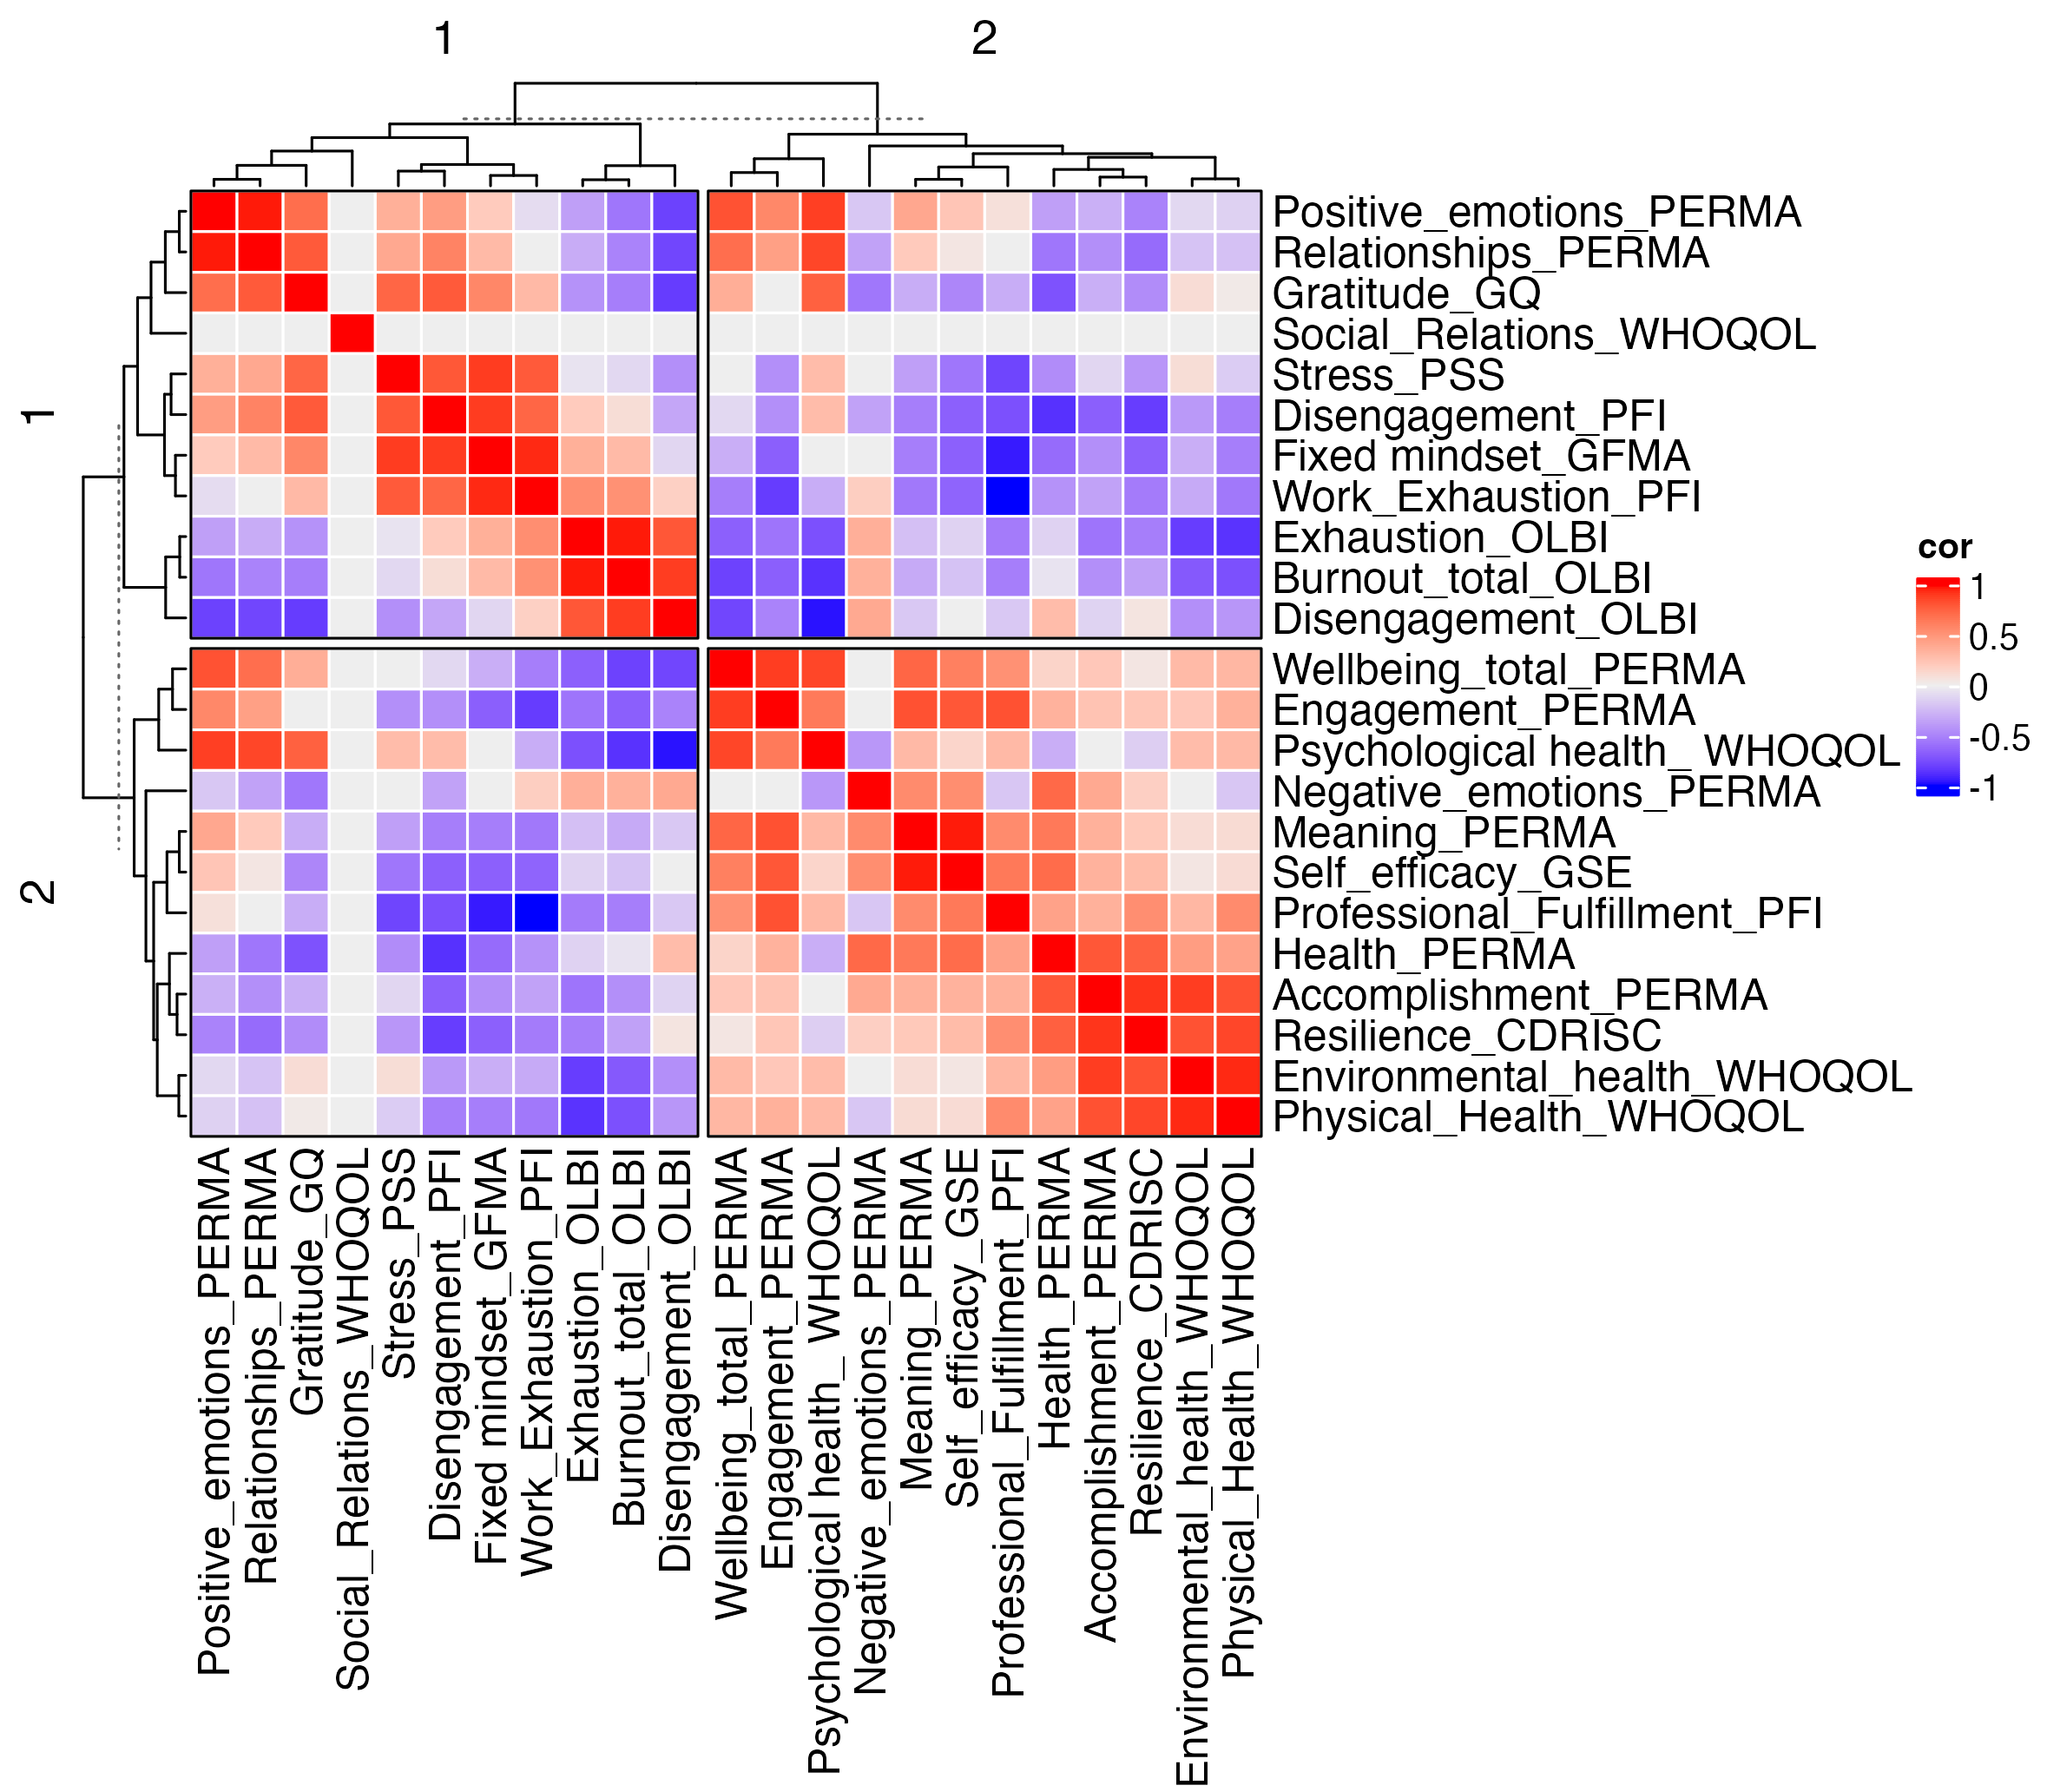 1
2
1
2
Positive_emotions_PERMA
Relationships_PERMA
Gratitude_GQ
Social_Relations_WHOQOL
Stress_PSS
Disengagement_PFI
Fixed mindset_GFMA
Work_Exhaustion_PFI
Exhaustion_OLBI
Burnout_total_OLBI
Disengagement_OLBI
Wellbeing_total_PERMA
Engagement_PERMA
Psychological health_ WHOQOL
Negative_emotions_PERMA
Meaning_PERMA
Self_efficacy_GSE
Professional_Fulfillment_PFI
Health_PERMA
Accomplishment_PERMA
Resilience_CDRISC
Environmental_health_WHOQOL
Physical_Health_WHOQOL
cor
1
0.5
0
-0.5
-1
Positive_emotions_PERMA
Relationships_PERMA
Gratitude_GQ
Social_Relations_WHOQOL
Stress_PSS
Disengagement_PFI
Fixed mindset_GFMA
Work_Exhaustion_PFI
Exhaustion_OLBI
Burnout_total_OLBI
Disengagement_OLBI
Wellbeing_total_PERMA
Engagement_PERMA
Psychological health_ WHOQOL
Negative_emotions_PERMA
Meaning_PERMA
Self_efficacy_GSE
Professional_Fulfillment_PFI
Health_PERMA
Accomplishment_PERMA
Resilience_CDRISC
Environmental_health_WHOQOL
Physical_Health_WHOQOL